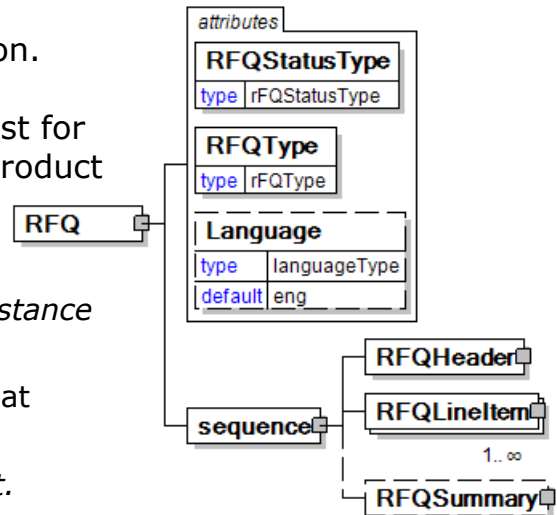 on.
st for
roduct
stance
at
t.
attributes
RFQStatusType
type rFQStatusType
RFQType
type rFQType
Language
type languageType
default eng
RFQ
sequence
RFQHeader
RFQLineItem
1..∞
RFQSummary